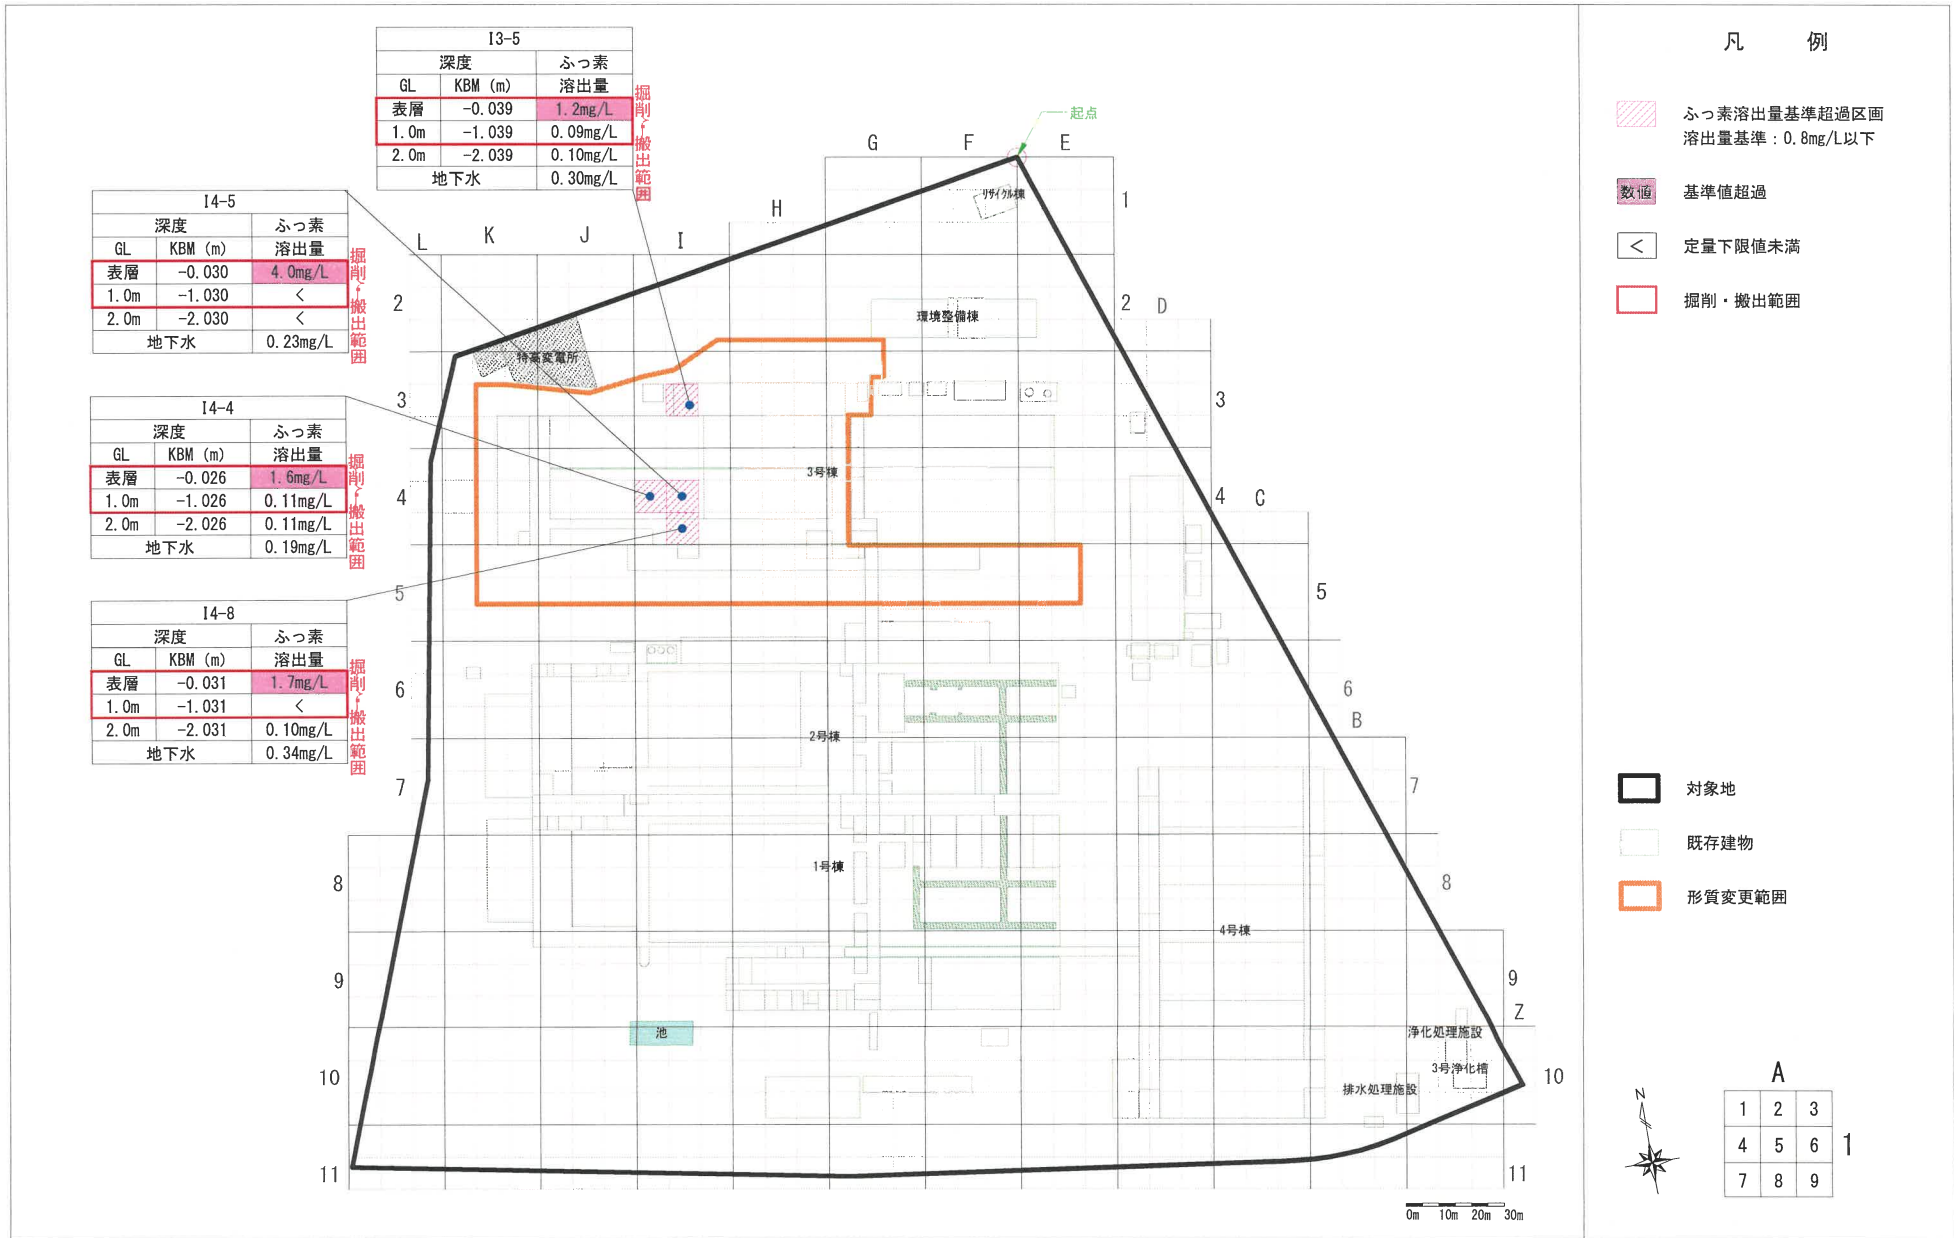 I3-5
深度 ふっ素
GL KBM (m) 溶出量
表層 -0.039 1.2mg/L
1.0m -1.039 0.09mg/L
2.0m -2.039 0.10mg/L
地下水 0.30mg/L
掘削・搬出範囲
I4-5
深度 ふっ素
GL KBM (m) 溶出量
表層 -0.030 4.0mg/L
1.0m -1.030 <
2.0m -2.030 <
地下水 0.23mg/L
掘削・搬出範囲
I4-4
深度 ふっ素
GL KBM (m) 溶出量
表層 -0.026 1.6mg/L
1.0m -1.026 0.11mg/L
2.0m -2.026 0.11mg/L
地下水 0.19mg/L
掘削・搬出範囲
I4-8
深度 ふっ素
GL KBM (m) 溶出量
表層 -0.031 1.7mg/L
1.0m -1.031 <
2.0m -2.031 0.10mg/L
地下水 0.34mg/L
掘削・搬出範囲
起点
G F E
リサイクル棟
1
H
L K J I
2
2 D
環境整備棟
特高変電所
3
3
3号棟
4
4 C
5
5
6
6
B
2号棟
7
7
1号棟
8
8
4号棟
9
9
Z
池
浄化処理施設
3号浄化槽
10
10
排水処理施設
11
11
0m 10m 20m 30m
凡 例
ふっ素溶出量基準超過区画
溶出量基準：0.8mg/L以下
数値 基準値超過
< 定量下限値未満
掘削・搬出範囲
対象地
既存建物
形質変更範囲
N
A
1 2 3
4 5 6 1
7 8 9